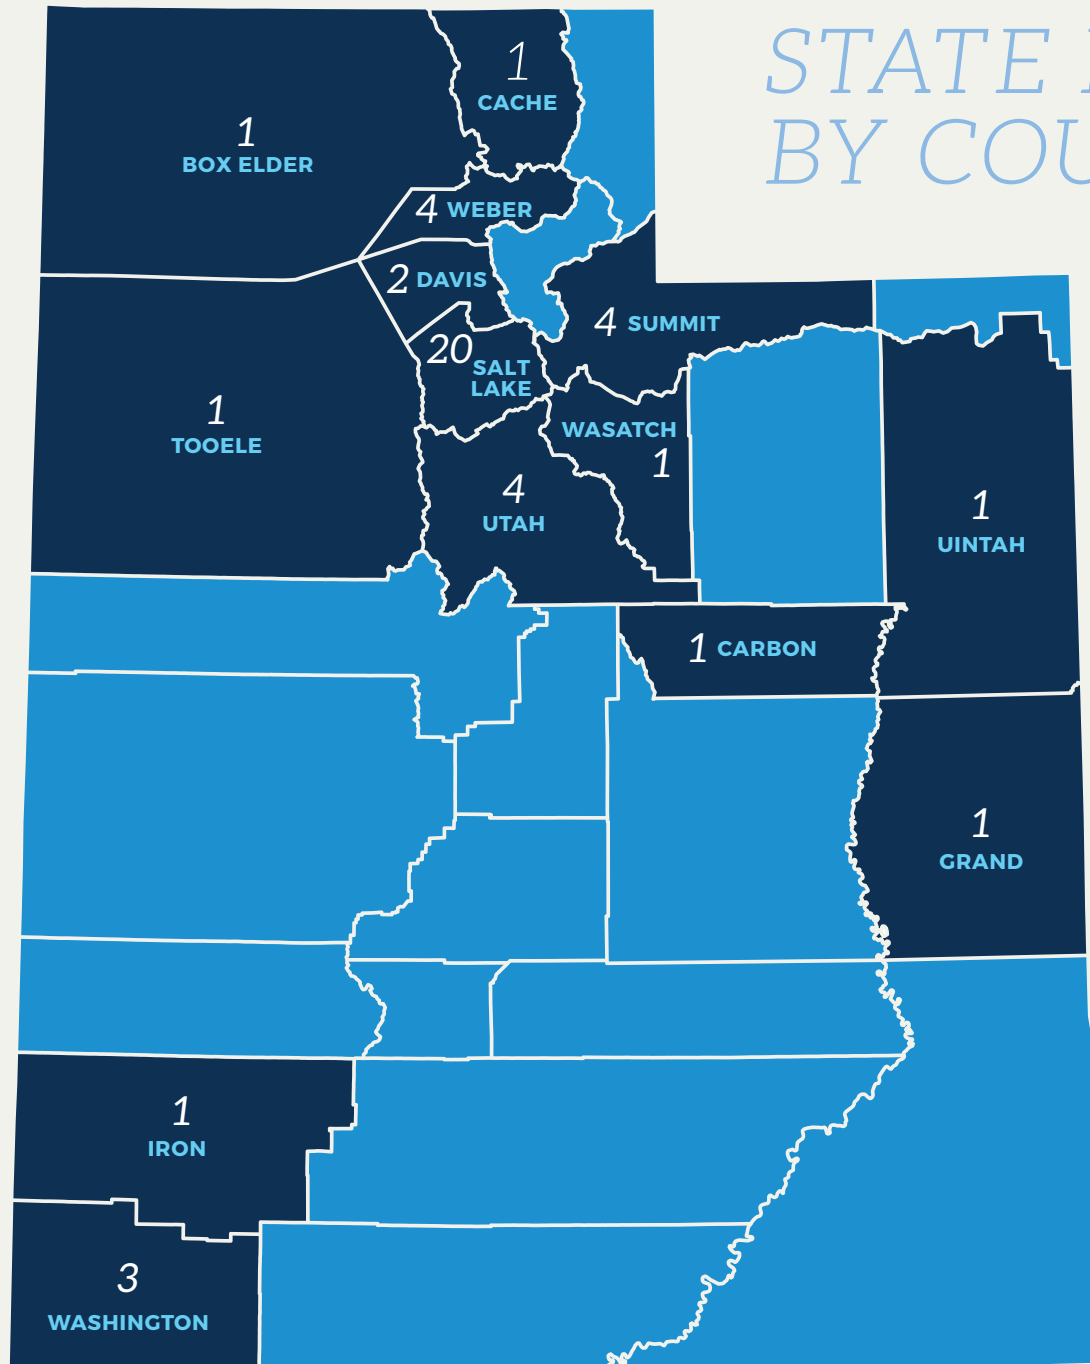 STATE
BY
1
CACHE
1
BOX ELDER
4 WEBER
2 DAVIS
4 SUMMIT
20 SALT
LAKE
1
TOOELE
WASATCH
1
4
UTAH
1
UINTAH
1 CARBON
1
GRAND
1
IRON
3
WASHINGTON